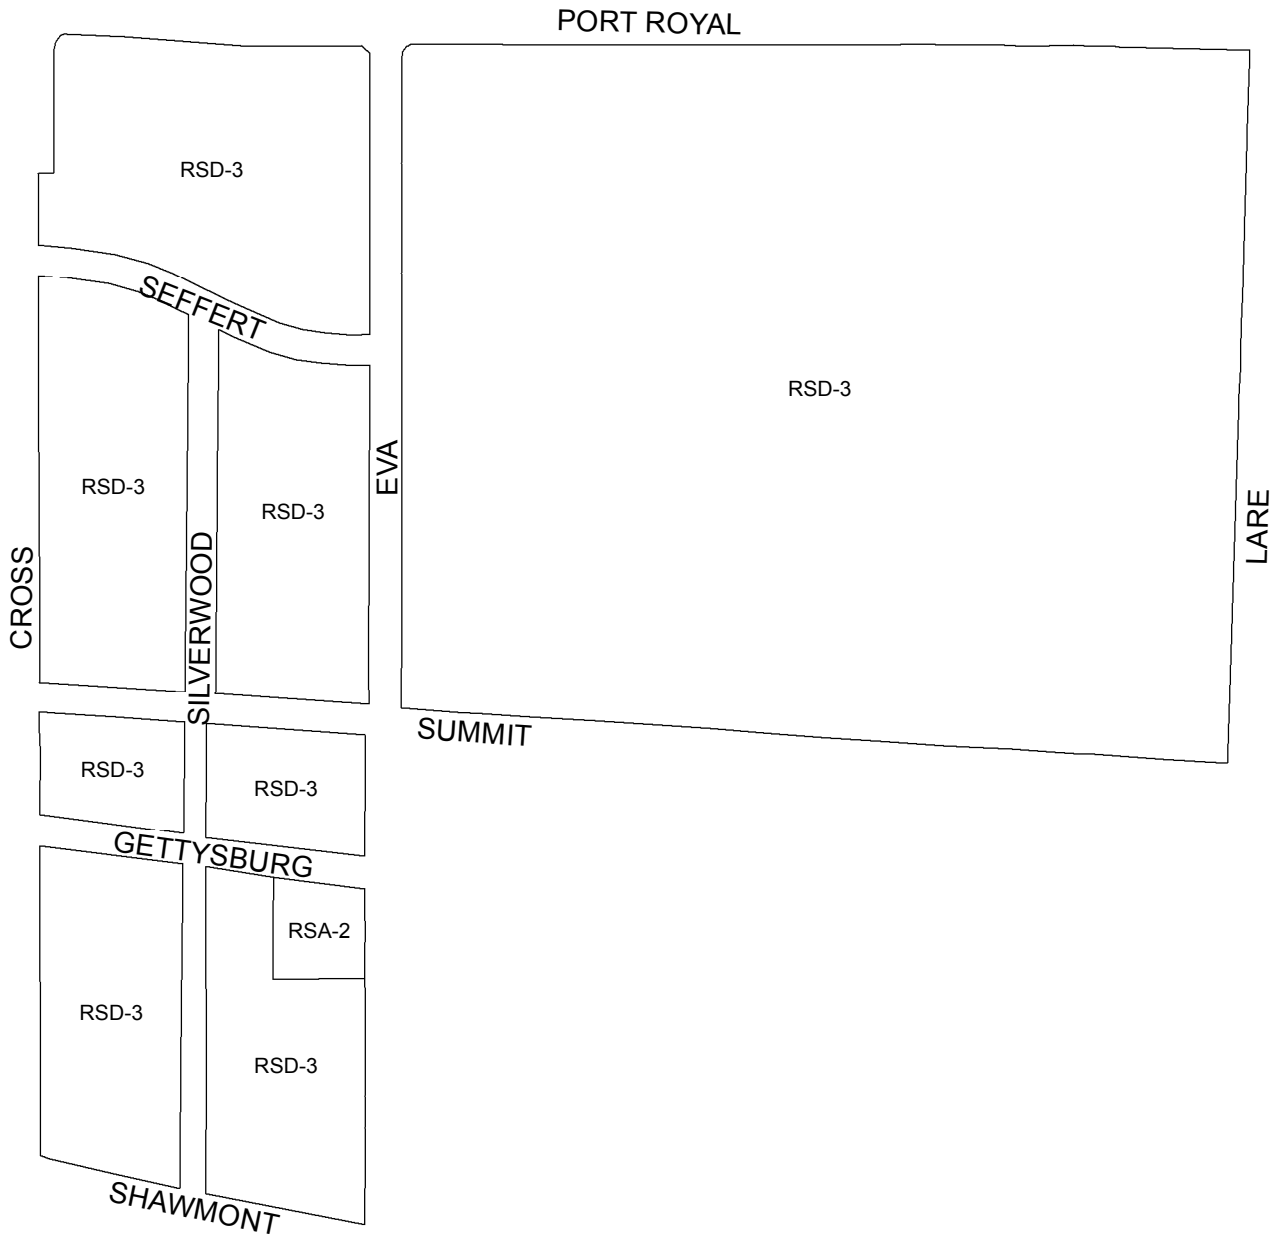 PORT ROYAL
RSD-3
SEFFERT
RSD-3
EVA
RSD-3
RSD-3
LARE
CROSS
SILVERWOOD
SUMMIT
RSD-3
RSD-3
GETTYSBURG
RSA-2
RSD-3
RSD-3
SHAWMONT